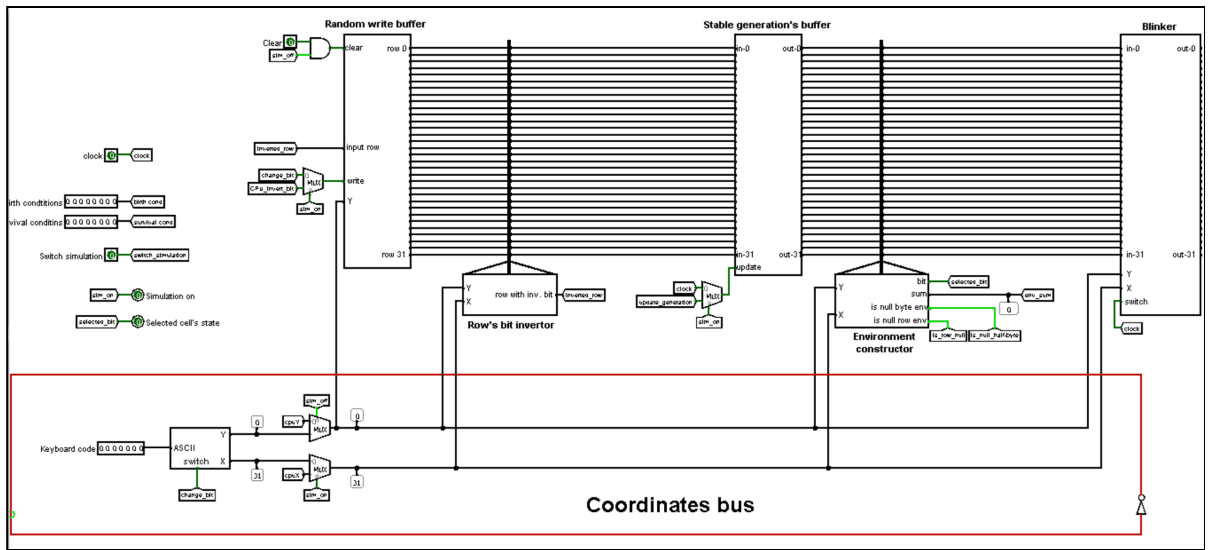 Random write buffer
Stable generation's buffer
Blinker
Clear
sim_off
clear
row 0
in-0
out-0
in-0
out-0
clock
clock
inverted_row
input row
change_bit
CPU_invert_bit
MUX
write
sim_on
Y
irth condtitions 0 0 0 0 0 0 0 0
birth cond
vival conditins 0 0 0 0 0 0 0 0
survival cond
Switch simulation
switch_simulation
row 31
in-31
out-31
in-31
out-31
update
sim_on
Simulation on
selected_bit
Selected cell's state
Y
X
row with inv. bit
inverted_row
Row's bit invertor
clock
update_generation
MUX
sim_on
Y
X
bit
selected_bit
sum
env_sum
0
is null byte env
is null row env
is_row_null
is_null_halfbyte
Environment
constructor
Y
X
switch
clock
sim_off
cpuY
MUX
0
0
Keyboard code 0 0 0 0 0 0 0
ASCII
Y
switch
X
change_bit
31
cpuX
MUX
31
sim_on
Coordinates bus